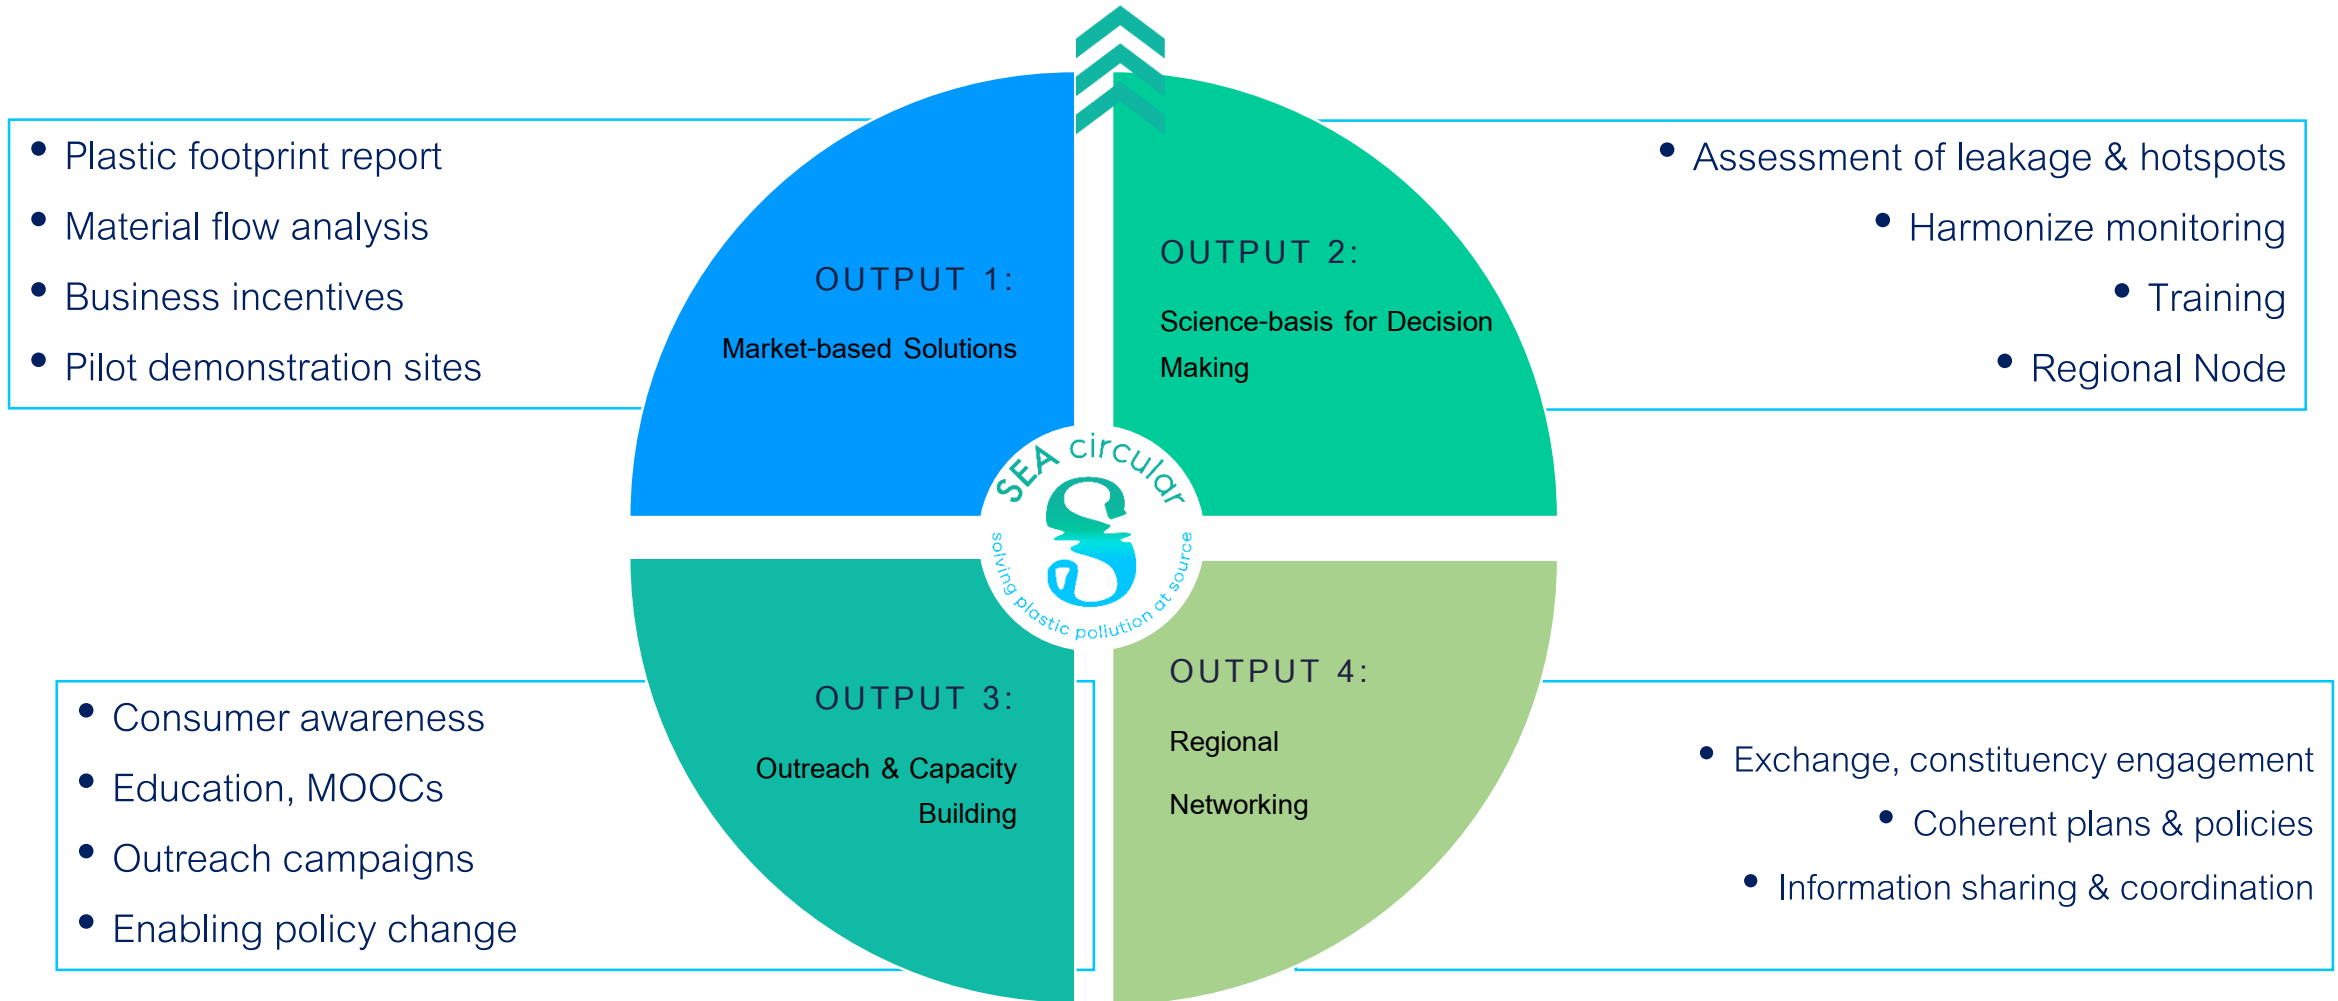 • Plastic footprint report
• Material flow analysis
• Business incentives
• Pilot demonstration sites
OUTPUT 1:
Market-based Solutions
OUTPUT 2:
Science-basis for Decision
Making
• Assessment of leakage & hotspots
• Harmonize monitoring
• Training
• Regional Node
SEA circular
solving plastic pollution at source
• Consumer awareness
• Education, MOOCs
• Outreach campaigns
• Enabling policy change
OUTPUT 3:
Outreach & Capacity
Building
OUTPUT 4:
Regional
Networking
• Exchange, constituency engagement
• Coherent plans & policies
• Information sharing & coordination